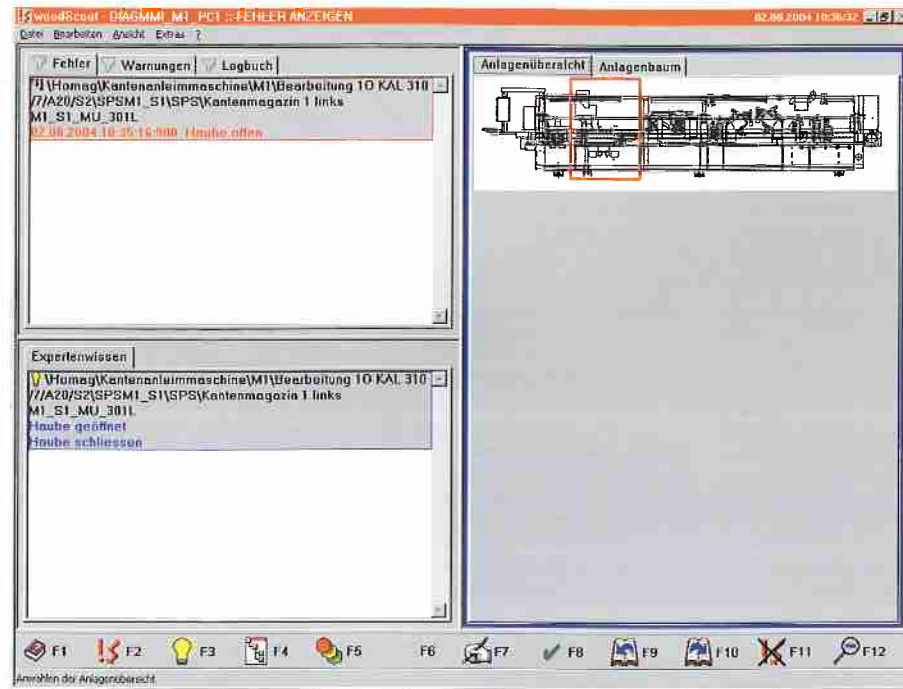 woodScout - DIAGMMI_M1_PC1 :: FEHLER ANZEIGEN
02.08.2004 10:36:32
Datei Bearbeiten Ansicht Extras ?
Fehler Warnungen Logbuch
\Homag\Kantenanleimmaschine\M1\Bearbeitung 1O KAL 310
/7/A20/S2\SPSM1_S1\SPS\Kantenmagazin 1 links
M1_S1_MU_301L
02.08.2004 10:35:16:900 Haube offen
Expertenwissen
\Homag\Kantenanleimmaschine\M1\Bearbeitung 1O KAL 310
/7/A20/S2\SPSM1_S1\SPS\Kantenmagazin 1 links
M1_S1_MU_301L
Haube geöffnet
Haube schliessen
Anlagenübersicht Anlagenbaum
F1 F2 F3 F4 F5 F6 F7 F8 F9 F10 F11 F12
Anwählen der Anlagenübersicht